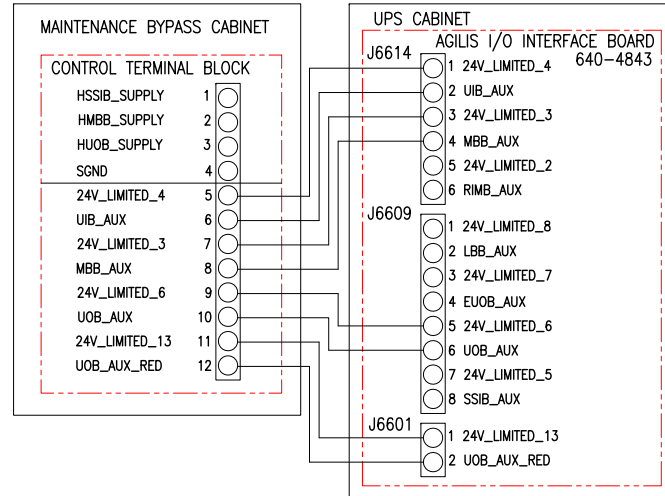 MAINTENANCE BYPASS CABINET
CONTROL TERMINAL BLOCK
HSSIB_SUPPLY 1
HMBB_SUPPLY 2
HUOB_SUPPLY 3
SGND 4
24V_LIMITED_4 5
UIB_AUX 6
24V_LIMITED_3 7
MBB_AUX 8
24V_LIMITED_6 9
UOB_AUX 10
24V_LIMITED_13 11
UOB_AUX_RED 12
UPS CABINET
AGILIS I/O INTERFACE BOARD
640-4843
J6614
1 24V_LIMITED_4
2 UIB_AUX
3 24V_LIMITED_3
4 MBB_AUX
5 24V_LIMITED_2
6 RIMB_AUX
J6609
1 24V_LIMITED_8
2 LBB_AUX
3 24V_LIMITED_7
4 EUOB_AUX
5 24V_LIMITED_6
6 UOB_AUX
7 24V_LIMITED_5
8 SSIB_AUX
J6601
1 24V_LIMITED_13
2 UOB_AUX_RED